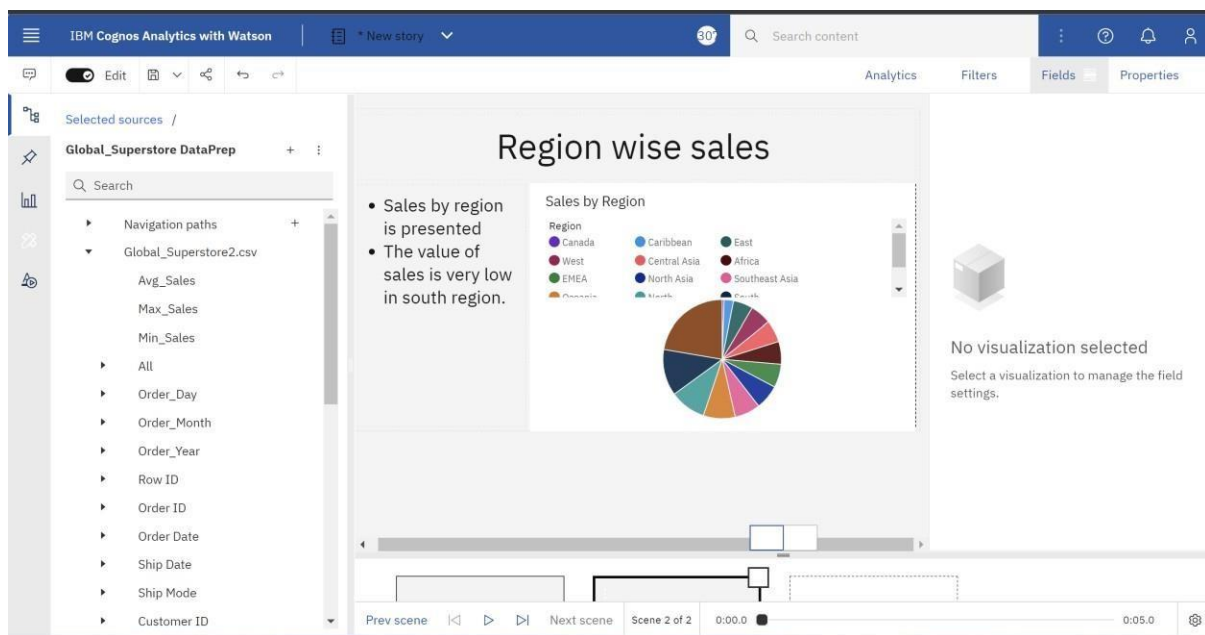 IBM Cognos Analytics with Watson
* New story
30
Search content
Edit
Analytics
Filters
Fields
Properties
Selected sources /
Global_Superstore DataPrep
Search
Navigation paths
Global_Superstore2.csv
Avg_Sales
Max_Sales
Min_Sales
All
Order_Day
Order_Month
Order_Year
Row ID
Order ID
Order Date
Ship Date
Ship Mode
Customer ID
Region wise sales
• Sales by region
is presented
• The value of
sales is very low
in south region.
Sales by Region
Region
Canada Caribbean East
West Central Asia Africa
EMEA North Asia Southeast Asia
Oceania North South
No visualization selected
Select a visualization to manage the field
settings.
Prev scene
Next scene
Scene 2 of 2
0:00.0
0:05.0